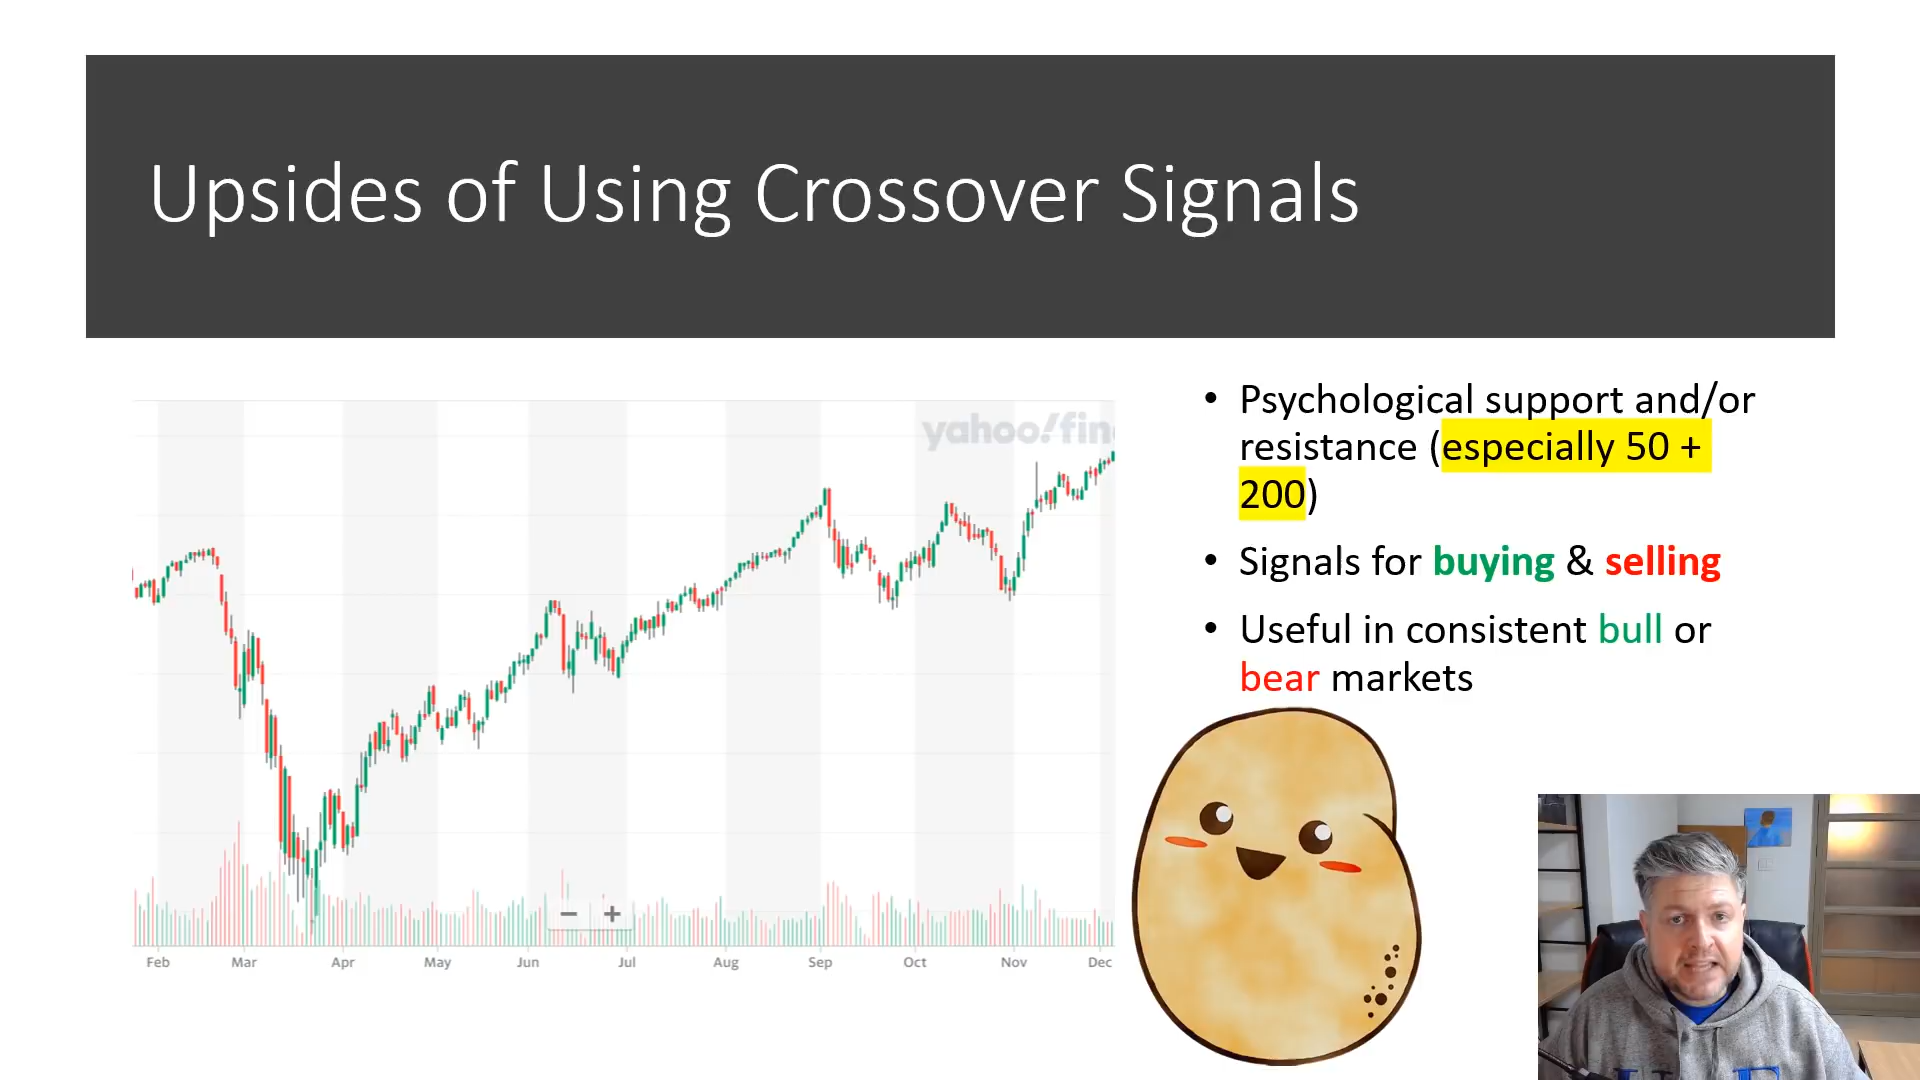 Upsides of Using Crossover Signals
yahoo!fin
• Psychological support and/or
resistance (especially 50 +
200)
• Signals for buying & selling
• Useful in consistent bull or
bear markets
− +
Feb Mar Apr May Jun Jul Aug Sep Oct Nov Dec